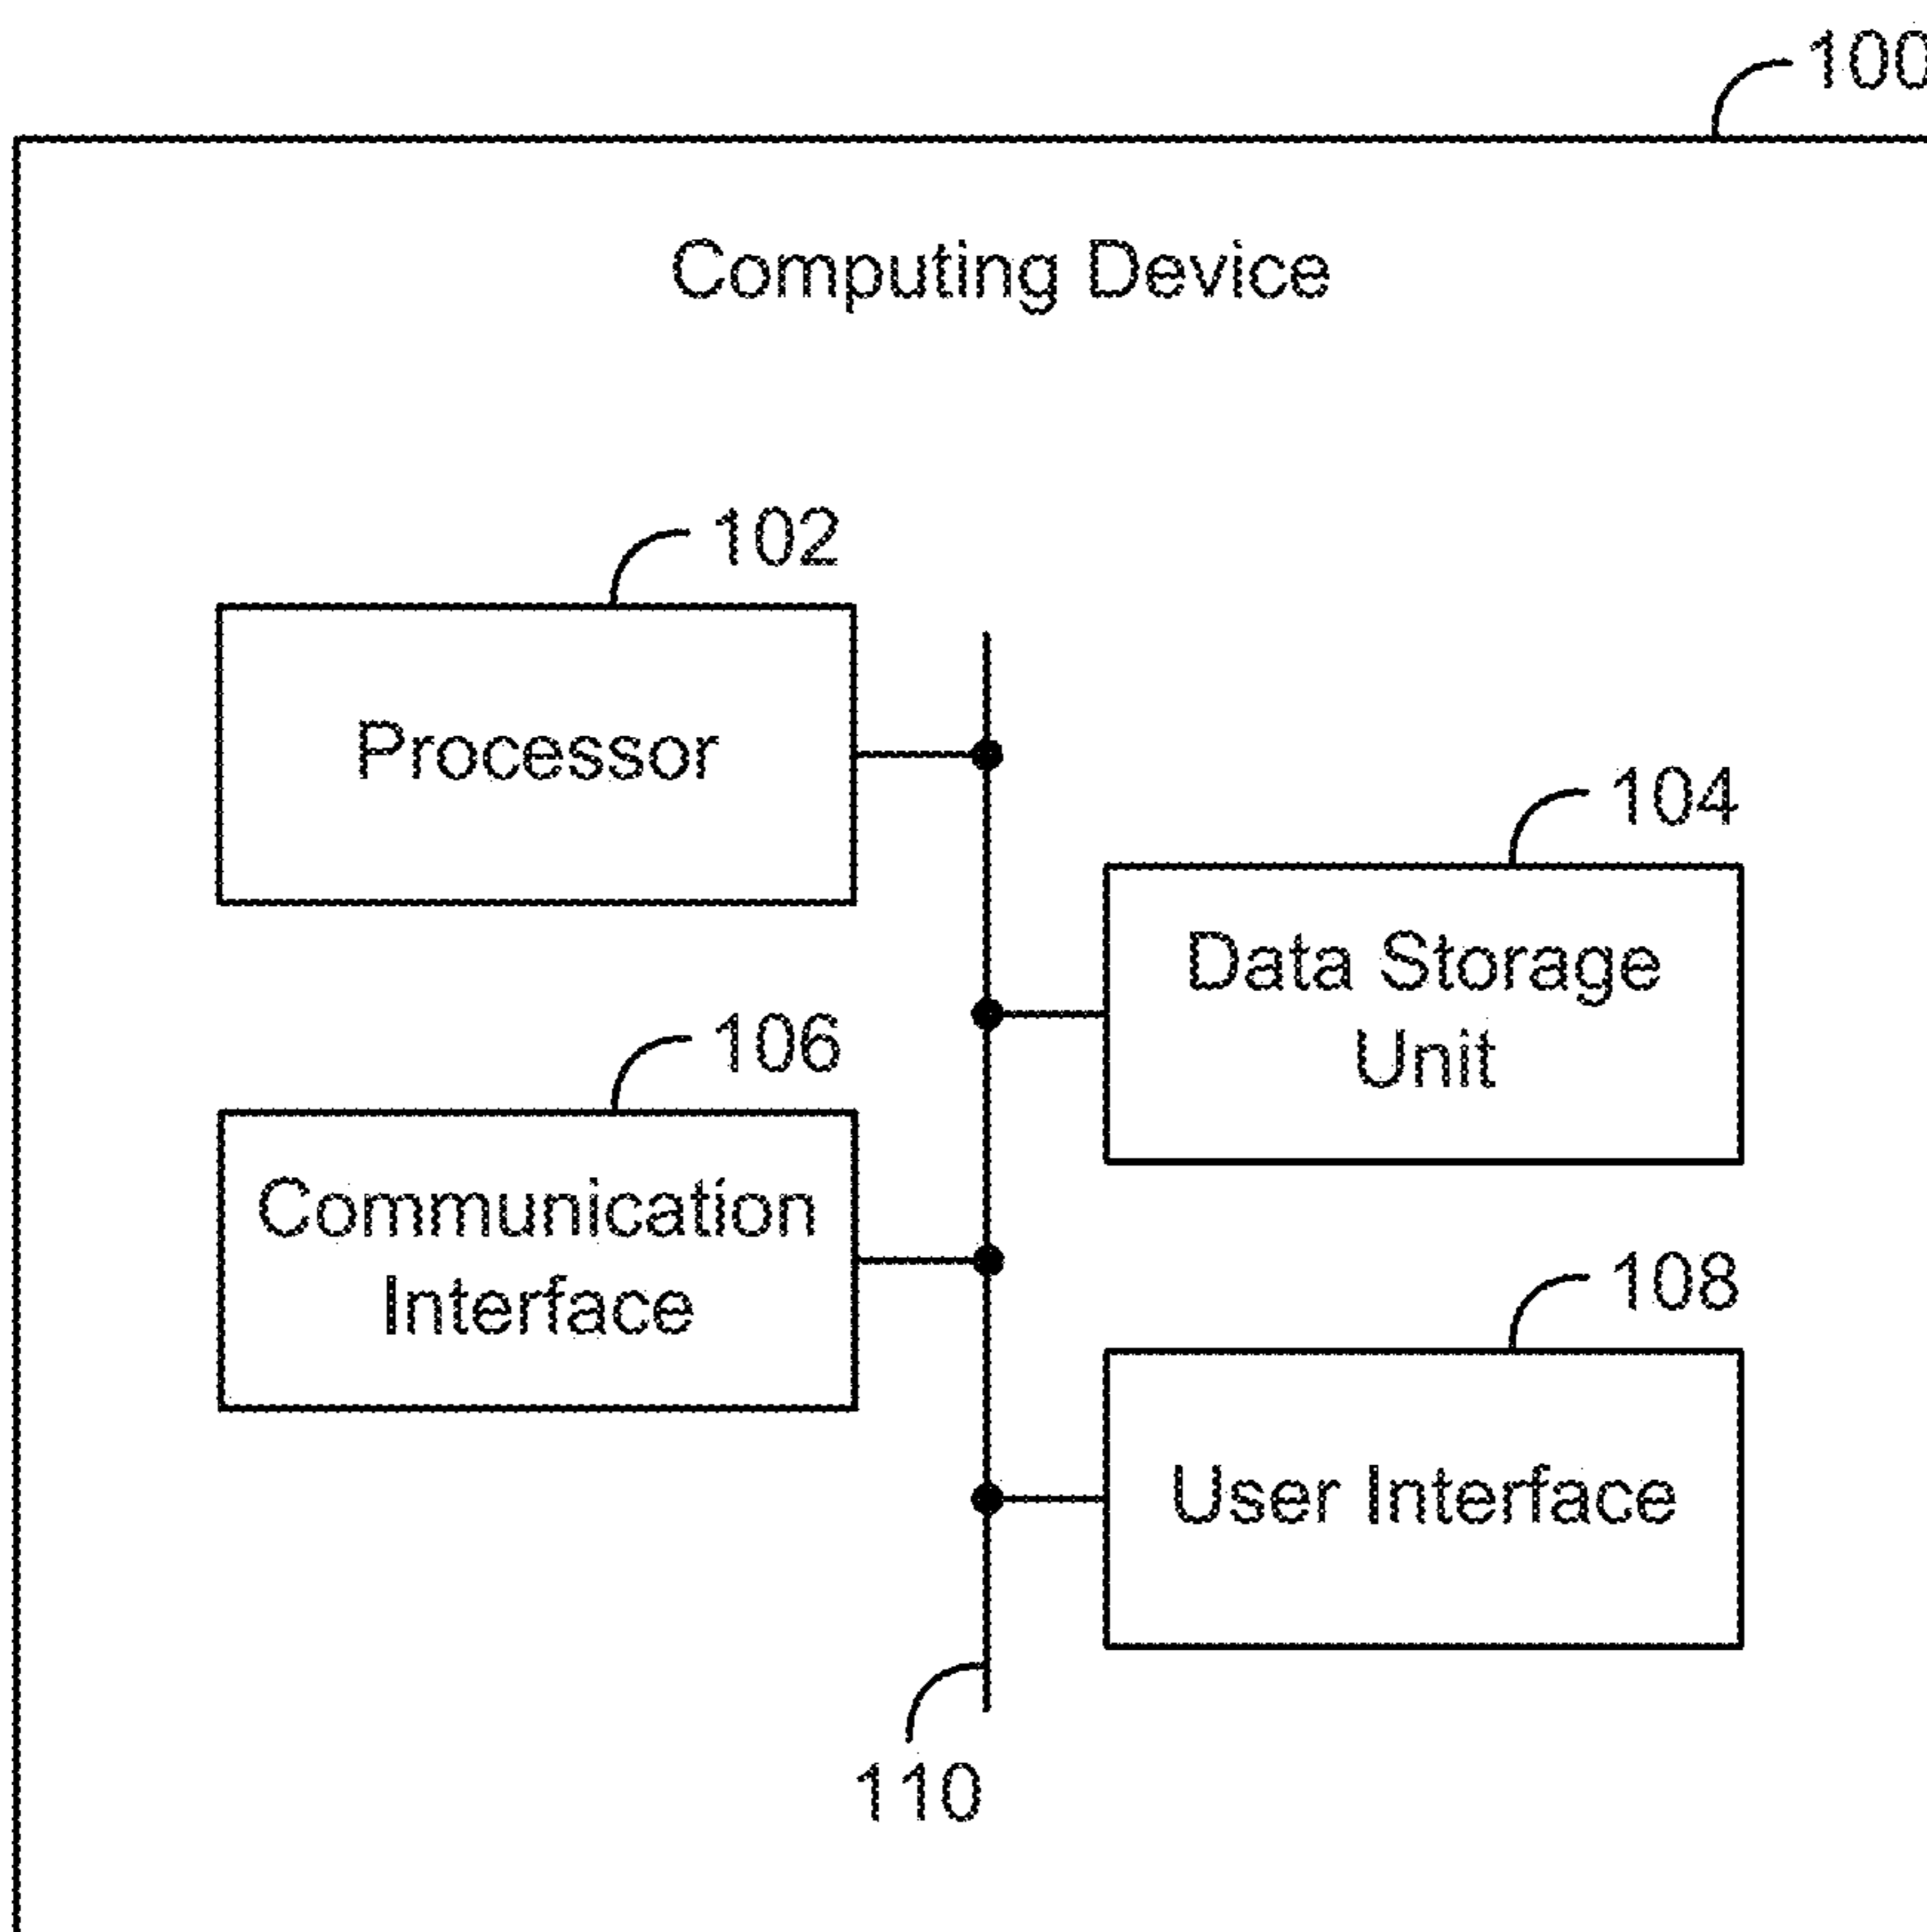 100
Computing Device
102
Processor
104
Data Storage
Unit
106
Communication
Interface
108
User Interface
110